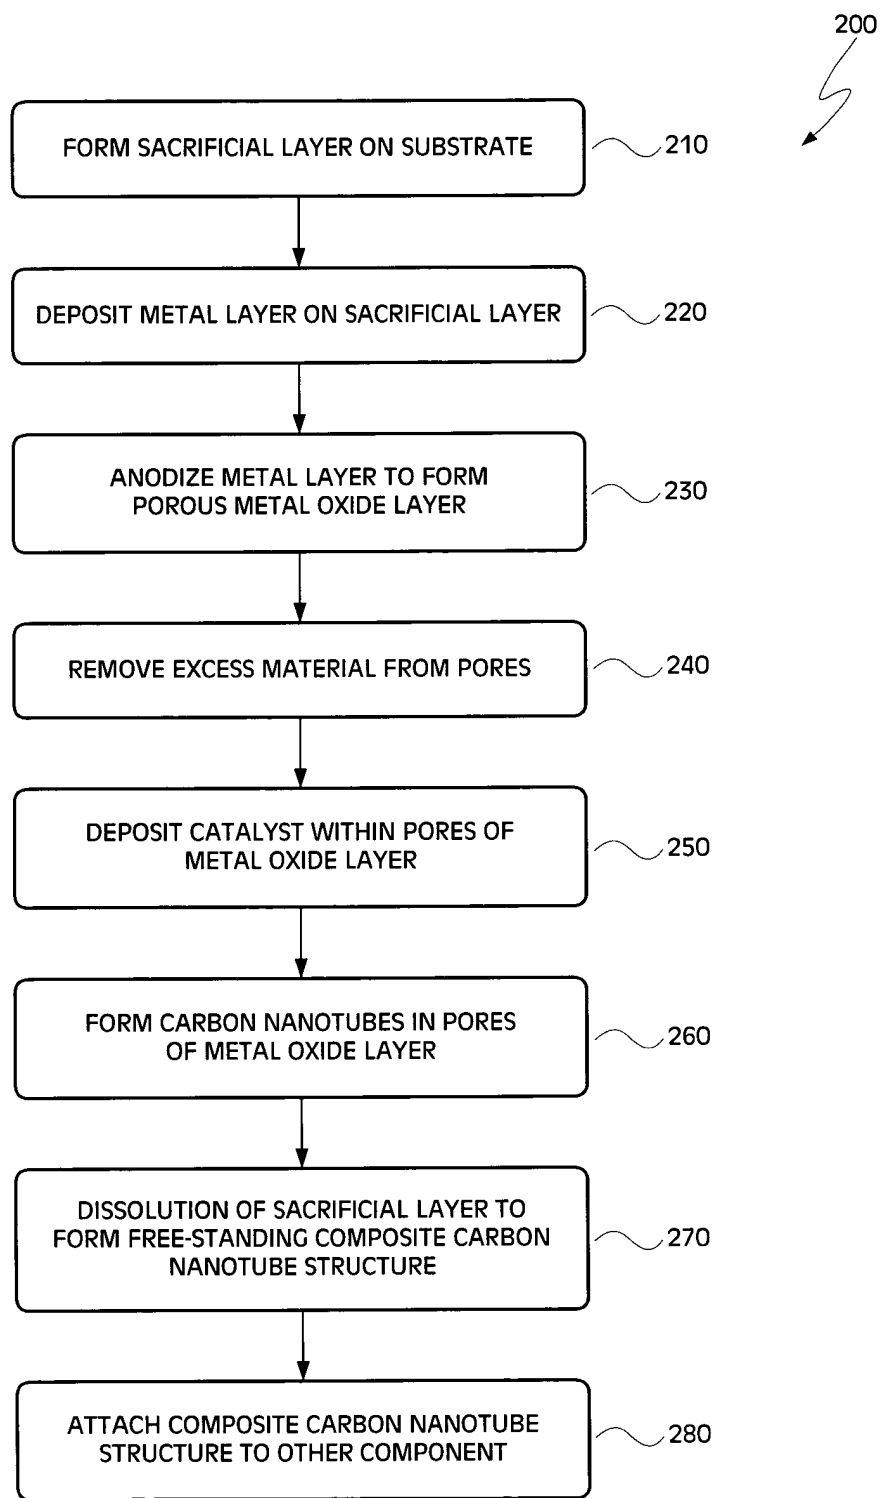 200
FORM SACRIFICIAL LAYER ON SUBSTRATE
210
DEPOSIT METAL LAYER ON SACRIFICIAL LAYER
220
ANODIZE METAL LAYER TO FORM
POROUS METAL OXIDE LAYER
230
REMOVE EXCESS MATERIAL FROM PORES
240
DEPOSIT CATALYST WITHIN PORES OF
METAL OXIDE LAYER
250
FORM CARBON NANOTUBES IN PORES
OF METAL OXIDE LAYER
260
DISSOLUTION OF SACRIFICIAL LAYER TO
FORM FREE-STANDING COMPOSITE CARBON
NANOTUBE STRUCTURE
270
ATTACH COMPOSITE CARBON NANOTUBE
STRUCTURE TO OTHER COMPONENT
280